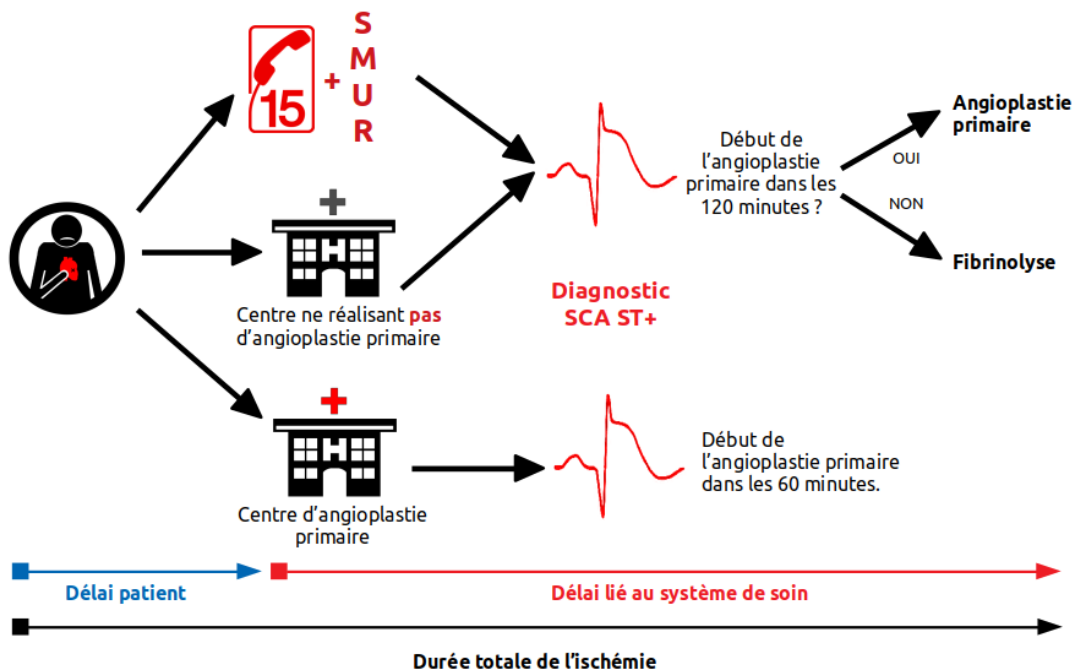 15
+
SMUR
Centre ne réalisant pas
d'angioplastie primaire
Centre d'angioplastie
primaire
Diagnostic
SCA ST+
Début de
l'angioplastie
primaire dans les
120 minutes ?
OUI
NON
Angioplastie
primaire
Fibrinolyse
Début de
l'angioplastie primaire
dans les 60 minutes.
H
H
Délai patient
Délai lié au système de soin
Durée totale de l'ischémie